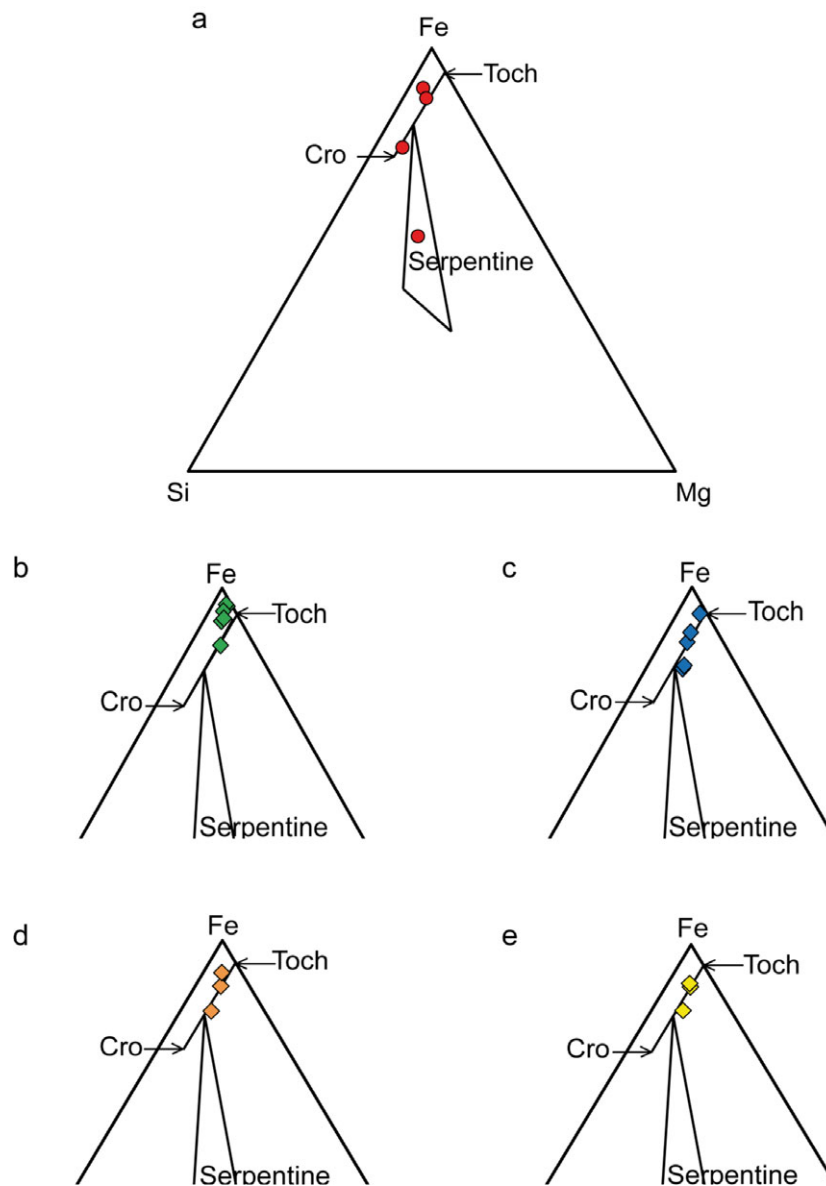 a
Fe
Toch
Cro
Serpentine
Si
Mg
b
Fe
Toch
Cro
Serpentine
c
Fe
Toch
Cro
Serpentine
d
Fe
Toch
Cro
Serpentine
e
Fe
Toch
Cro
Serpentine